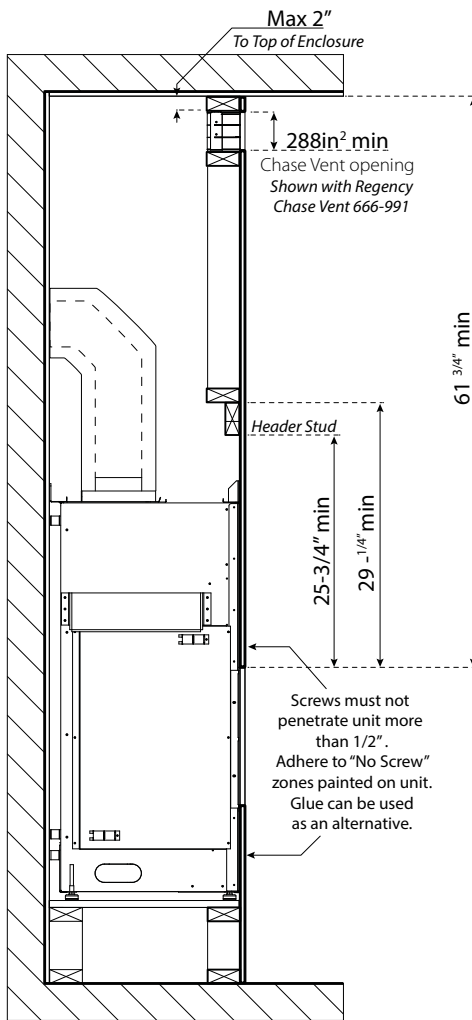 Max 2"
To Top of Enclosure
288in² min
Chase Vent opening
Shown with Regency
Chase Vent 666-991
61 3/4" min
Header Stud
25-3/4" min
29 -1/4" min
Screws must not
penetrate unit more
than 1/2".
Adhere to “No Screw”
zones painted on unit.
Glue can be used
as an alternative.